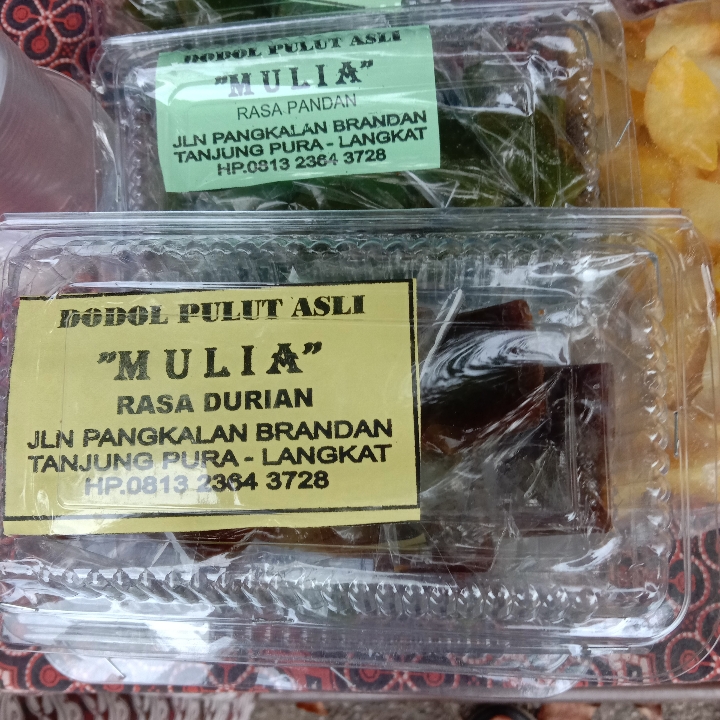 DODOL PULUT ASLI
"MULIA"
RASA PANDAN
JLN PANGKALAN BRANDAN
TANJUNG PURA - LANGKAT
HP.0813 2364 3728
DODOL PULUT ASLI
"MULIA"
RASA DURIAN
JLN PANGKALAN BRANDAN
TANJUNG PURA - LANGKAT
HP.0813 2364 3728